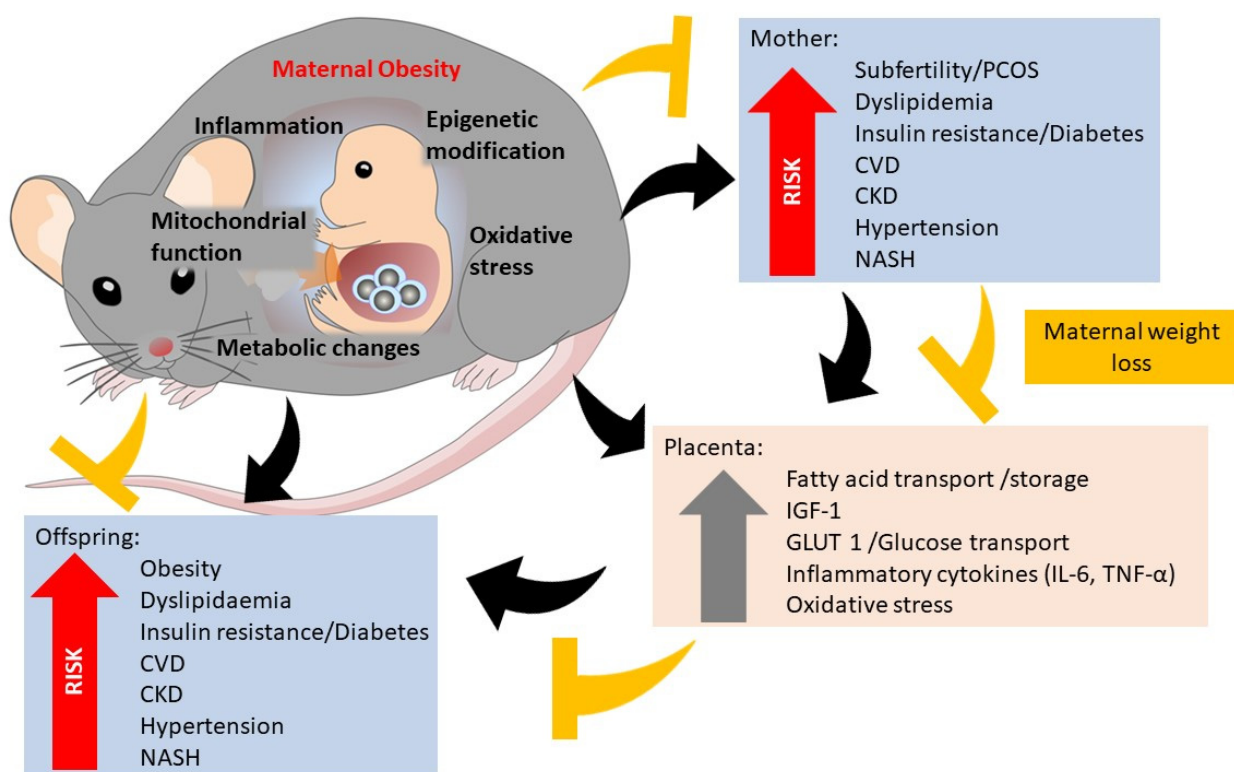 Maternal Obesity
Inflammation
Epigenetic
modification
Mitochondrial
function
Oxidative
stress
Metabolic changes
Mother:
RISK
Subfertility/PCOS
Dyslipidemia
Insulin resistance/Diabetes
CVD
CKD
Hypertension
NASH
Maternal weight
loss
Placenta:
Fatty acid transport /storage
IGF-1
GLUT 1 /Glucose transport
Inflammatory cytokines (IL-6, TNF-α)
Oxidative stress
Offspring:
RISK
Obesity
Dyslipidaemia
Insulin resistance/Diabetes
CVD
CKD
Hypertension
NASH